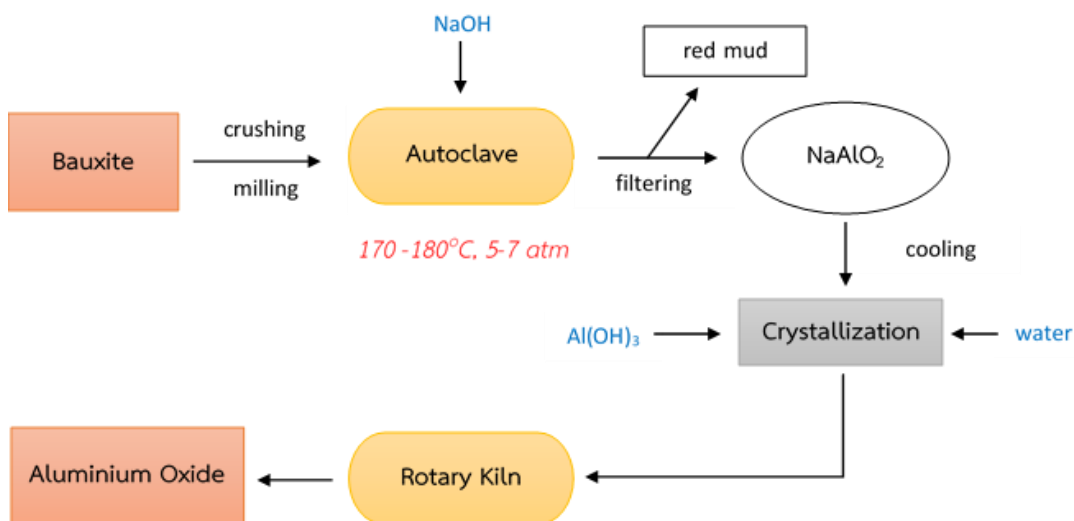 NaOH
red mud
Bauxite
crushing
milling
Autoclave
filtering
NaAlO₂
170 -180°C, 5-7 atm
cooling
Al(OH)₃
Crystallization
water
Aluminium Oxide
Rotary Kiln